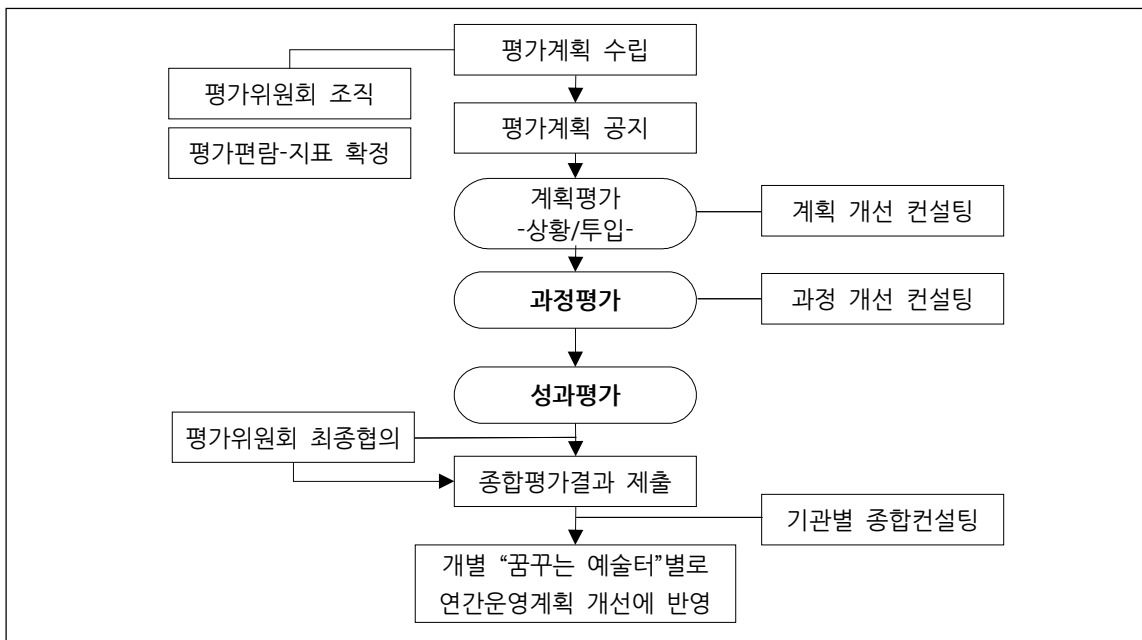 평가계획 수립
평가위원회 조직
평가계획 공지
평가편람-지표 확정
계획평가
-상황/투입-
계획 개선 컨설팅
과정평가
과정 개선 컨설팅
성과평가
평가위원회 최종협의
종합평가결과 제출
기관별 종합컨설팅
개별 “꿈꾸는 예술터”별로
연간운영계획 개선에 반영